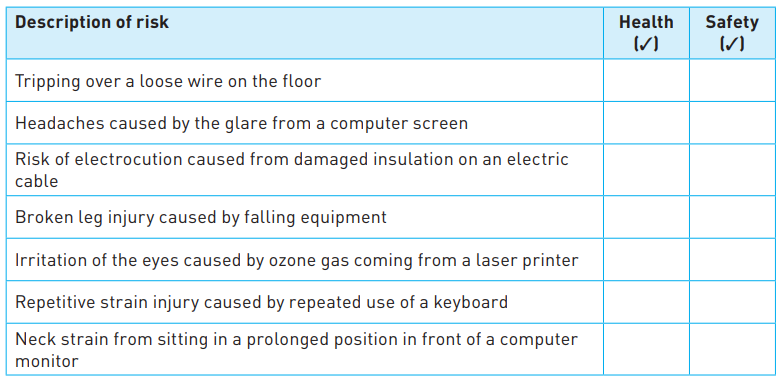 Description of risk Health Safety
(✓) (✓)
Tripping over a loose wire on the floor
Headaches caused by the glare from a computer screen
Risk of electrocution caused from damaged insulation on an electric
cable
Broken leg injury caused by falling equipment
Irritation of the eyes caused by ozone gas coming from a laser printer
Repetitive strain injury caused by repeated use of a keyboard
Neck strain from sitting in a prolonged position in front of a computer
monitor